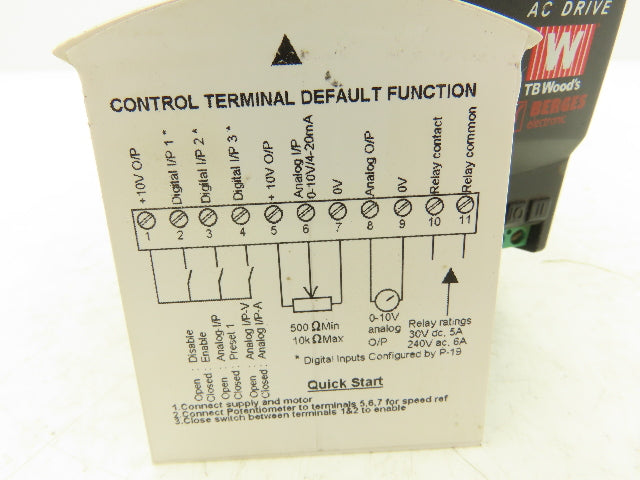 AC DRIVE
W
TB Wood's
BERGES
electronic
CONTROL TERMINAL DEFAULT FUNCTION
+10V O/P
Digital I/P 1 *
Digital I/P 2 *
Digital I/P 3 *
+ 10V O/P
Analog I/P
0-10V/4-20mA
0V
Analog O/P
0V
Relay contact
Relay common
1 2 3 4 5 6 7 8 9 10 11
Open : Disable
Closed : Enable
Open : Analog I/P
Closed : Preset 1
Open : Analog I/P-V
Closed : Analog I/P-A
500 ΩMin
10k ΩMax
0-10V
analog
O/P
Relay ratings
30V dc, 5A
240V ac, 6A
* Digital Inputs Configured by P-19
Quick Start
1.Connect supply and motor
2.Connect Potentiometer to terminals 5,6,7 for speed ref
3.Close switch between terminals 1&2 to enable